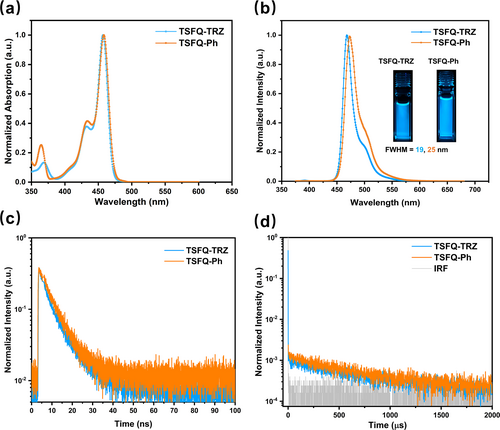 (a)
TSFQ-TRZ
TSFQ-Ph
Normalized Absorption (a.u.)
1.0
0.8
0.6
0.4
0.2
0.0
350 400 450 500 550 600 650
Wavelength (nm)
(b)
TSFQ-TRZ
TSFQ-Ph
TSFQ-TRZ TSFQ-Ph
FWHM = 19, 25 nm
Normalized Intensity (a.u.)
1.0
0.8
0.6
0.4
0.2
0.0
350 400 450 500 550 600 650 700
Wavelength (nm)
(c)
TSFQ-TRZ
TSFQ-Ph
Normalized Intensity (a.u.)
10^0
10^-1
10^-2
0 10 20 30 40 50 60 70 80 90 100
Time (ns)
(d)
TSFQ-TRZ
TSFQ-Ph
IRF
Normalized Intensity (a.u.)
10^0
10^-1
10^-2
10^-3
10^-4
0 500 1000 1500 2000
Time (μs)